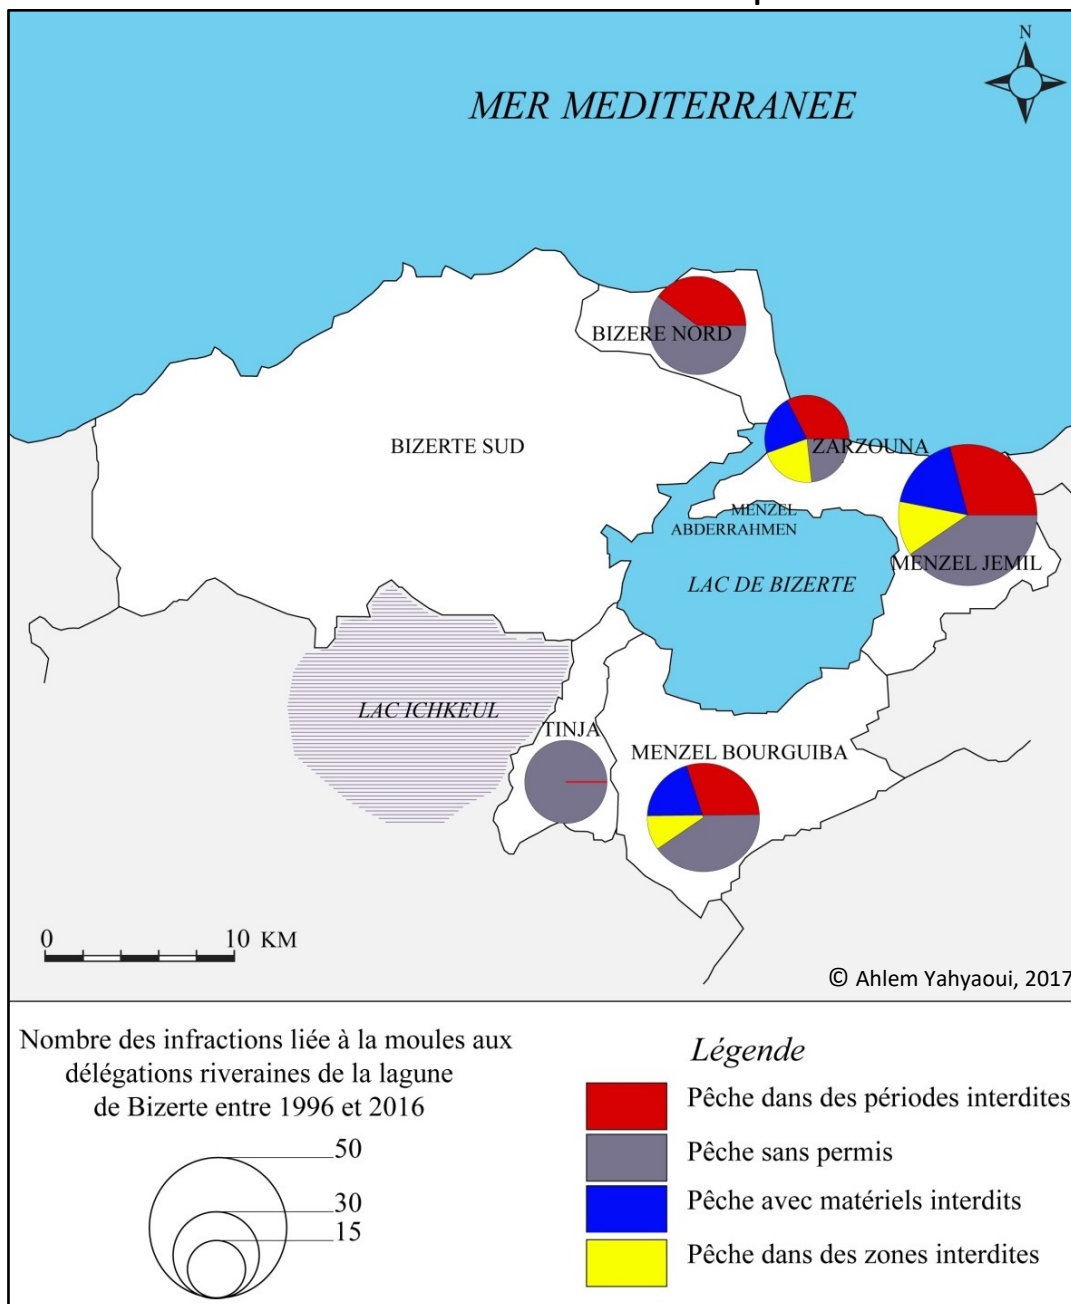 N
MER MEDITERRANEE
BIZERE NORD
BIZERTE SUD
ZARZOUNA
MENZEL
ABDERRAHMEN
MENZEL JEMIL
LAC DE BIZERTE
LAC ICHKEUL
TINJA
MENZEL BOURGUIBA
0 10 KM
© Ahlem Yahyaoui, 2017
Nombre des infractions liée à la moules aux
délégations riveraines de la lagune
de Bizerte entre 1996 et 2016
50
30
15
Légende
Pêche dans des périodes interdites
Pêche sans permis
Pêche avec matériels interdits
Pêche dans des zones interdites